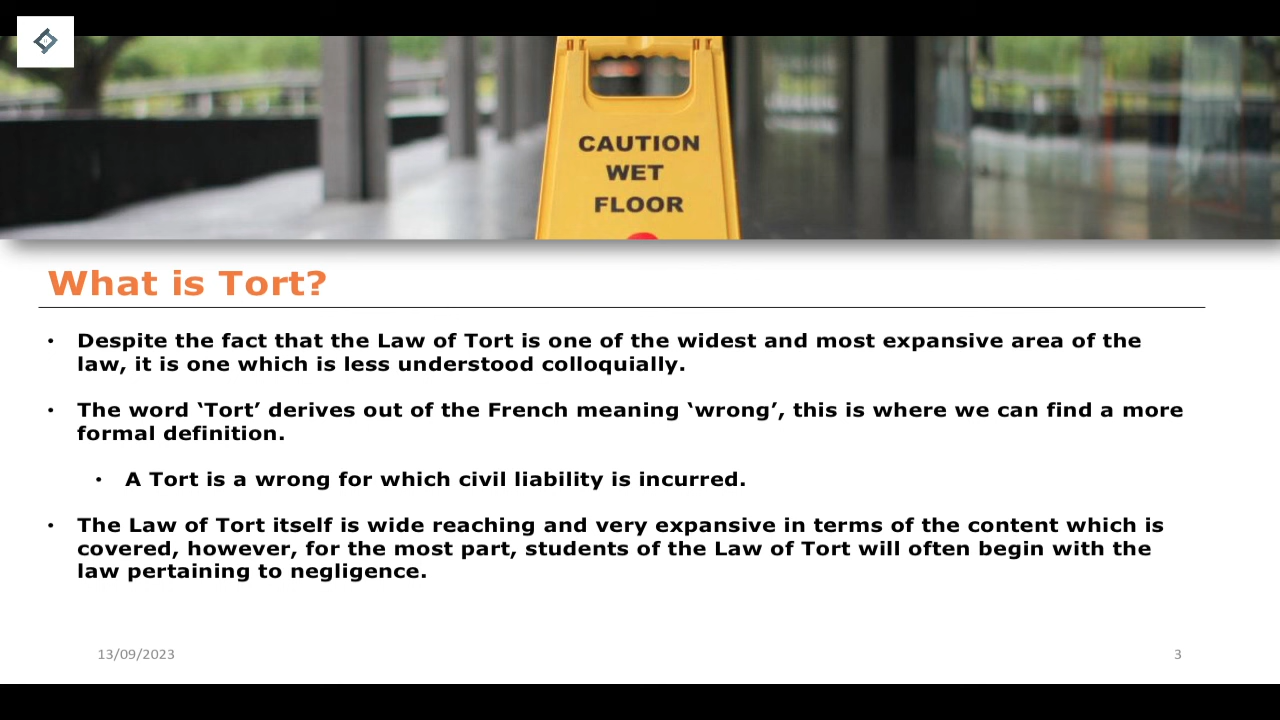 CAUTION
WET
FLOOR
What is Tort?
• Despite the fact that the Law of Tort is one of the widest and most expansive area of the
law, it is one which is less understood colloquially.
• The word ‘Tort’ derives out of the French meaning ‘wrong’, this is where we can find a more
formal definition.
• A Tort is a wrong for which civil liability is incurred.
• The Law of Tort itself is wide reaching and very expansive in terms of the content which is
covered, however, for the most part, students of the Law of Tort will often begin with the
law pertaining to negligence.
13/09/2023
3